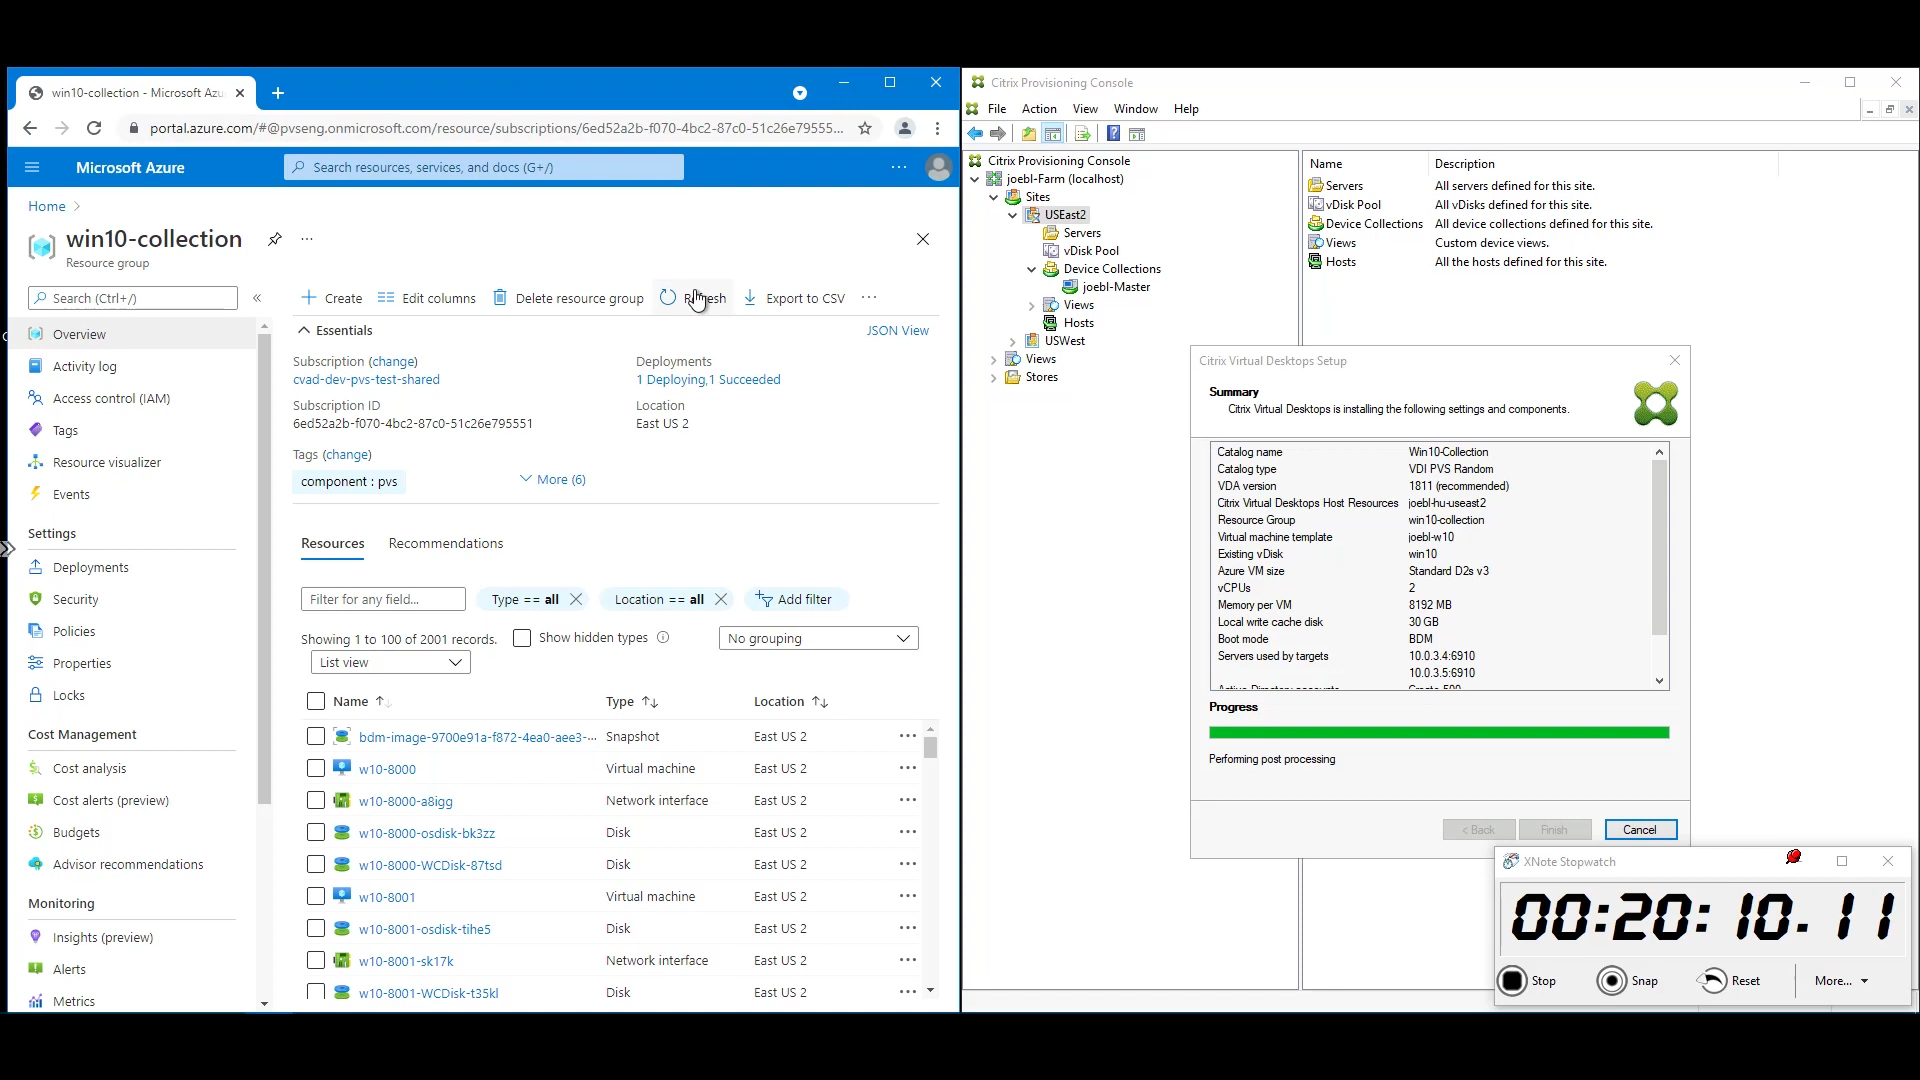 win10-collection - Microsoft Azu
portal.azure.com/#@pvseng.onmicrosoft.com/resource/subscriptions/6ed52a2b-f070-4bc2-87c0-51c26e79555...
Microsoft Azure
Search resources, services, and docs (G+/)
Home >
win10-collection
Resource group
Search (Ctrl+/)
Overview
Activity log
Access control (IAM)
Tags
Resource visualizer
Events
Settings
Deployments
Security
Policies
Properties
Locks
Cost Management
Cost analysis
Cost alerts (preview)
Budgets
Advisor recommendations
Monitoring
Insights (preview)
Alerts
Metrics
Create
Edit columns
Delete resource group
Refresh
Export to CSV
Essentials
JSON View
Subscription (change)
cvad-dev-pvs-test-shared
Subscription ID
6ed52a2b-f070-4bc2-87c0-51c26e795551
Deployments
1 Deploying,1 Succeeded
Location
East US 2
Tags (change)
component : pvs
More (6)
Resources Recommendations
Filter for any field...
Type == all
Location == all
Add filter
Showing 1 to 100 of 2001 records.
Show hidden types
No grouping
List view
Name Type Location
bdm-image-9700e91a-f872-4ea0-aee3-... Snapshot East US 2
w10-8000 Virtual machine East US 2
w10-8000-a8igg Network interface East US 2
w10-8000-osdisk-bk3zz Disk East US 2
w10-8000-WCDisk-87tsd Disk East US 2
w10-8001 Virtual machine East US 2
w10-8001-osdisk-tihe5 Disk East US 2
w10-8001-sk17k Network interface East US 2
w10-8001-WCDisk-t35kl Disk East US 2
Citrix Provisioning Console
File Action View Window Help
Citrix Provisioning Console
joebl-Farm (localhost)
Sites
USEast2
Servers
vDisk Pool
Device Collections
joebl-Master
Views
Hosts
USWest
Views
Stores
Name Description
Servers All servers defined for this site.
vDisk Pool All vDisks defined for this site.
Device Collections All device collections defined for this site.
Views Custom device views.
Hosts All the hosts defined for this site.
Citrix Virtual Desktops Setup
Summary
Citrix Virtual Desktops is installing the following settings and components.
Catalog name Win10-Collection
Catalog type VDI PVS Random
VDA version 1811 (recommended)
Citrix Virtual Desktops Host Resources joebl-hu-useast2
Resource Group win10-collection
Virtual machine template joebl-w10
Existing vDisk win10
Azure VM size Standard D2s v3
vCPUs 2
Memory per VM 8192 MB
Local write cache disk 30 GB
Boot mode BDM
Servers used by targets 10.0.3.4:6910
10.0.3.5:6910
Active Directory accounts Create 500
Progress
Performing post processing
< Back
Finish
Cancel
XNote Stopwatch
00:20:10.11
Stop
Snap
Reset
More...